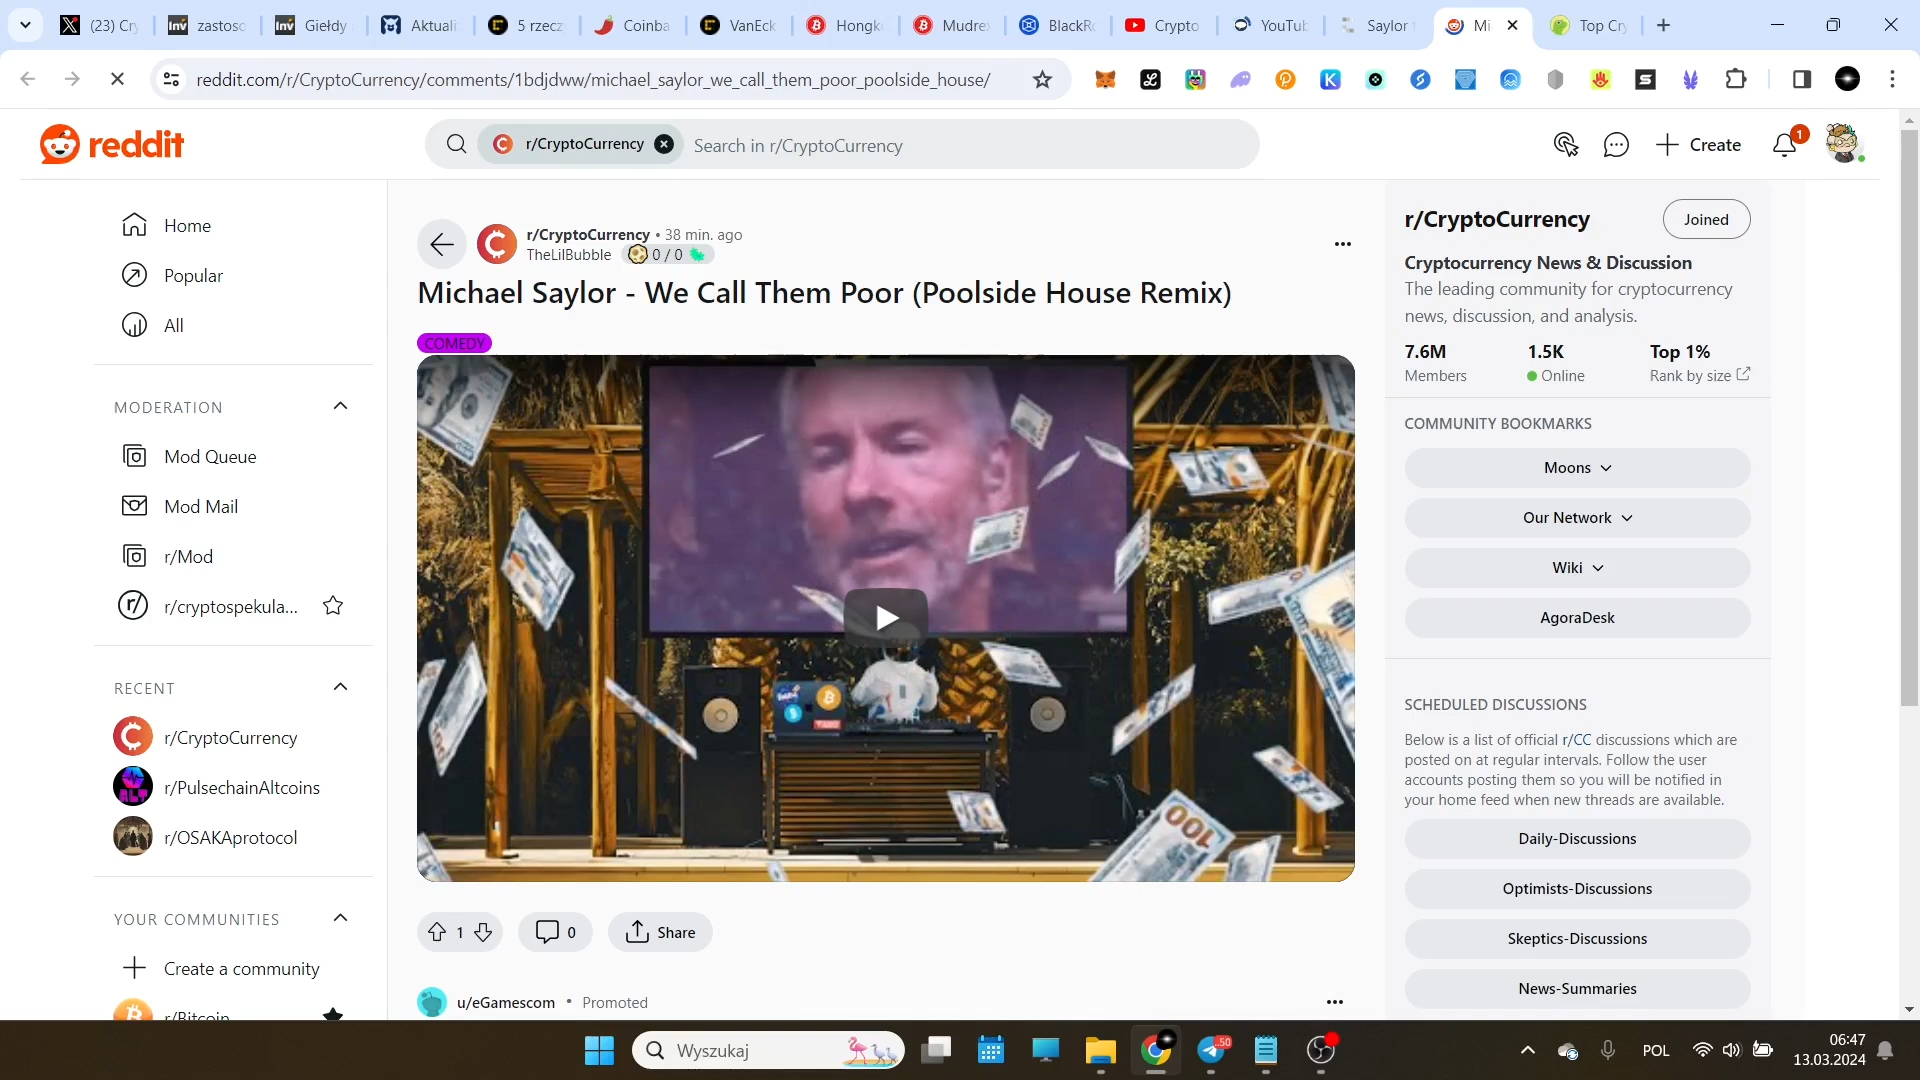 (23) Cry
zastoso
Giełdy
Aktuali
5 rzecz
Coinba
VanEck
Hongk
Mudrex
BlackRo
Crypto
YouTub
Saylor
Mi
Top Cry
reddit.com/r/CryptoCurrency/comments/1bdjdww/michael_saylor_we_call_them_poor_poolside_house/
reddit
r/CryptoCurrency
Search in r/CryptoCurrency
Create
1
Home
Popular
All
MODERATION
Mod Queue
Mod Mail
r/Mod
r/cryptospekula...
RECENT
r/CryptoCurrency
r/PulsechainAltcoins
r/OSAKAprotocol
YOUR COMMUNITIES
Create a community
r/Bitcoin
r/CryptoCurrency • 38 min. ago
TheLilBubble 0 / 0
Michael Saylor - We Call Them Poor (Poolside House Remix)
COMEDY
100
1
0
Share
u/eGamescom • Promoted
r/CryptoCurrency
Joined
Cryptocurrency News & Discussion
The leading community for cryptocurrency
news, discussion, and analysis.
7.6M 1.5K Top 1%
Members Online Rank by size
COMMUNITY BOOKMARKS
Moons
Our Network
Wiki
AgoraDesk
SCHEDULED DISCUSSIONS
Below is a list of official r/CC discussions which are
posted on at regular intervals. Follow the user
accounts posting them so you will be notified in
your home feed when new threads are available.
Daily-Discussions
Optimists-Discussions
Skeptics-Discussions
News-Summaries
Wyszukaj
.50
POL
06:47
13.03.2024